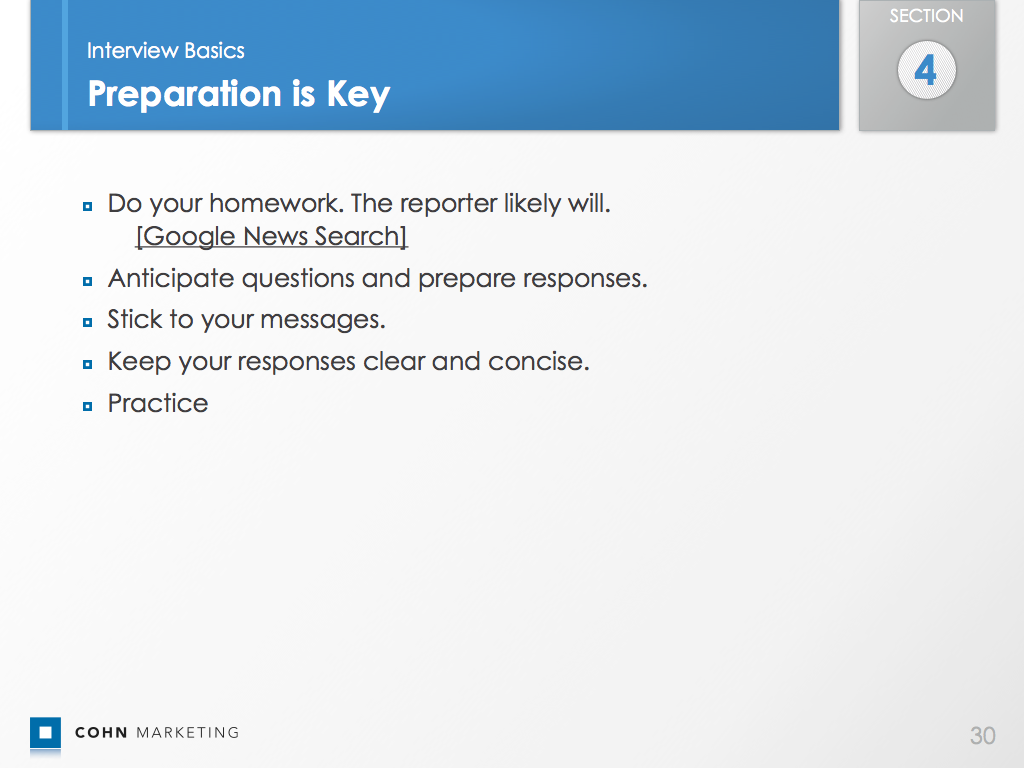 Interview Basics
Preparation is Key
SECTION
4
Do your homework. The reporter likely will.
[Google News Search]
Anticipate questions and prepare responses.
Stick to your messages.
Keep your responses clear and concise.
Practice
COHN MARKETING
30